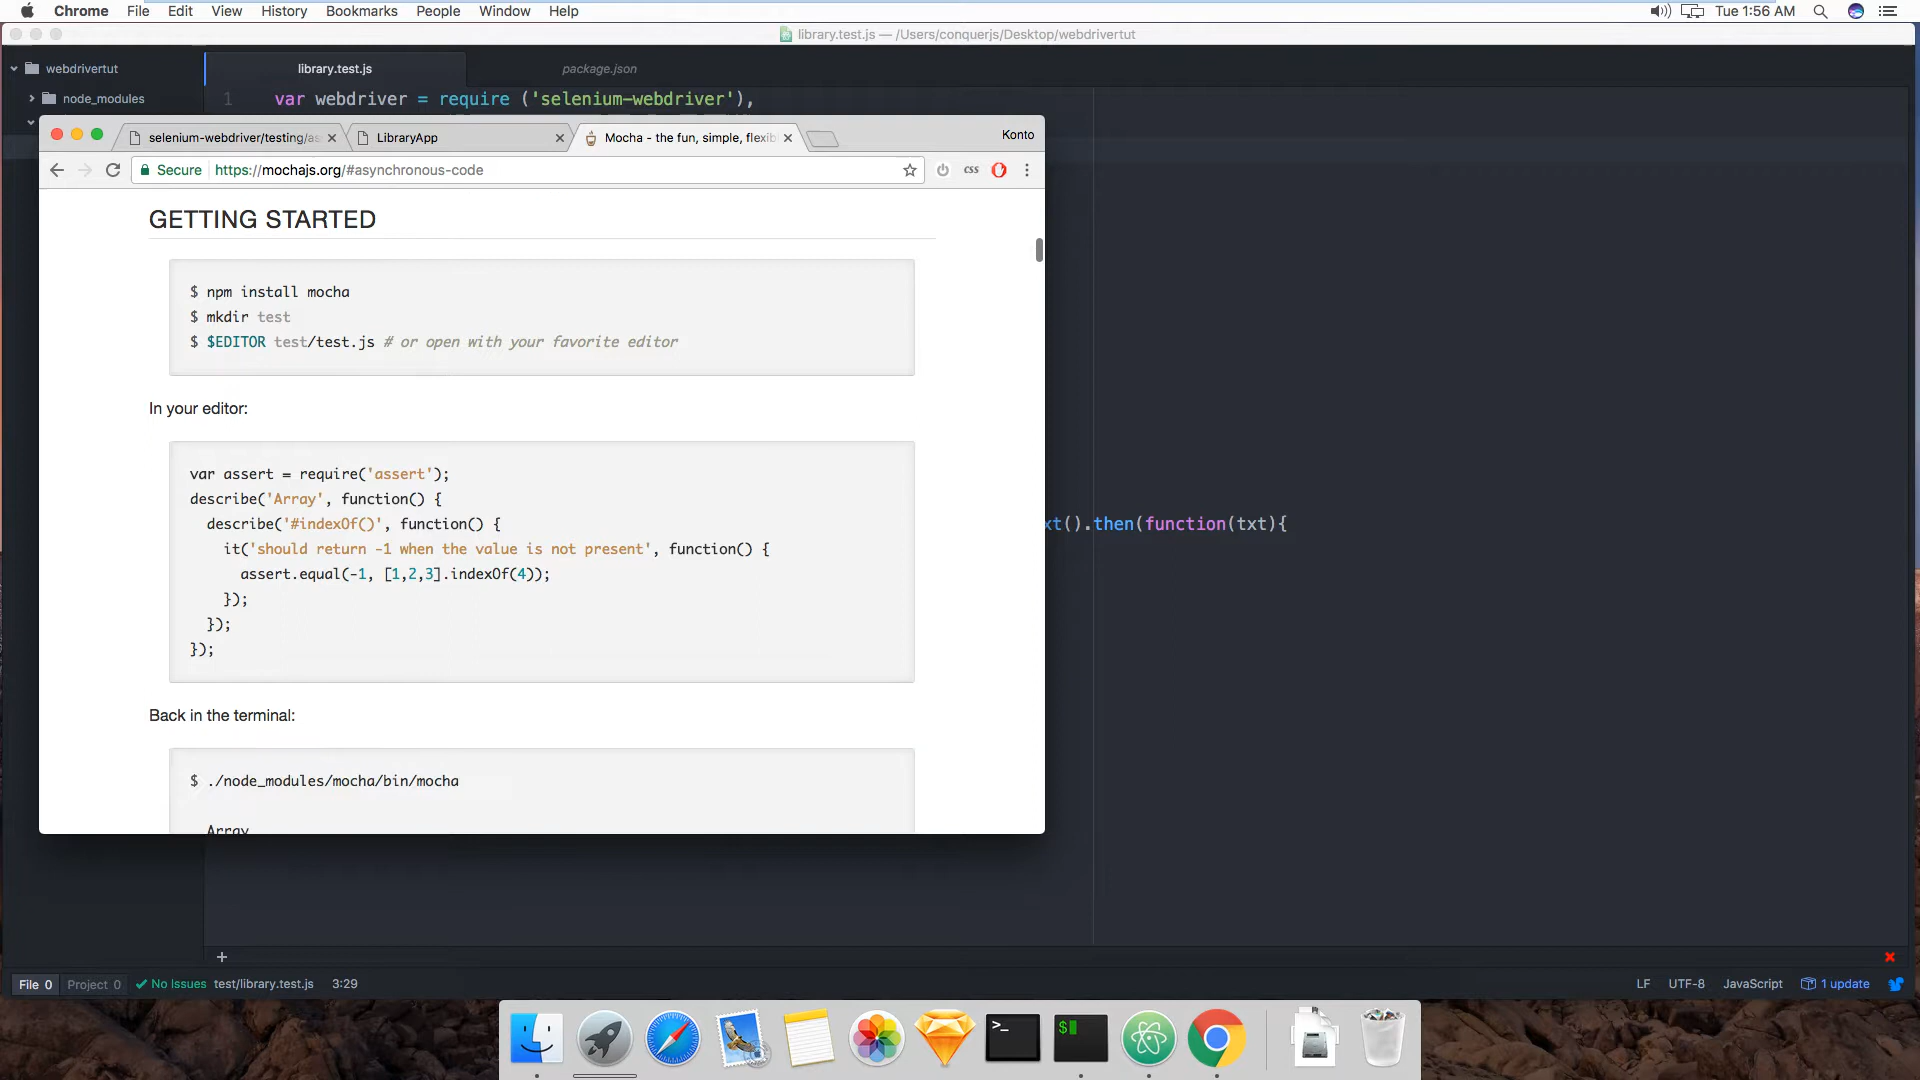 Chrome File Edit View History Bookmarks People Window Help Tue 1:56 AM
library.test.js — /Users/conquerjs/Desktop/webdrivertut
webdrivertut library.test.js package.json
node_modules 1 var webdriver = require ('selenium-webdriver'),
selenium-webdriver/testing/as LibraryApp Mocha - the fun, simple, flexib Konto
Secure https://mochajs.org/#asynchronous-code css
GETTING STARTED
$ npm install mocha
$ mkdir test
$ $EDITOR test/test.js # or open with your favorite editor
In your editor:
var assert = require('assert');
describe('Array', function() {
describe('#indexOf()', function() {
it('should return -1 when the value is not present', function() {
assert.equal(-1, [1,2,3].indexOf(4));
});
});
});
xt().then(function(txt){
Back in the terminal:
$ ./node_modules/mocha/bin/mocha
Array
+
File 0 Project 0 No Issues test/library.test.js 3:29 LF UTF-8 JavaScript 1 update
>_ $